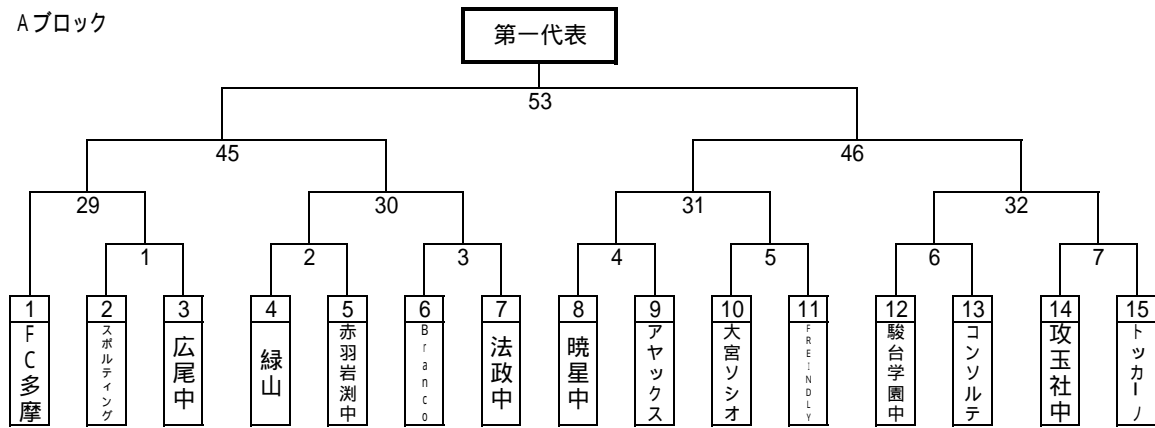 Aブロック
第一代表
53
45
46
29
30
31
32
1
2
3
4
5
6
7
1
2
3
4
5
6
7
8
9
10
11
12
13
14
15
FC多摩
スポルティング
広尾中
緑山
赤羽岩渕中
Branco
法政中
暁星中
アヤックス
大宮ソシオ
FREINDLY
駿台学園中
コンソルテ
攻玉社中
トッカーノ